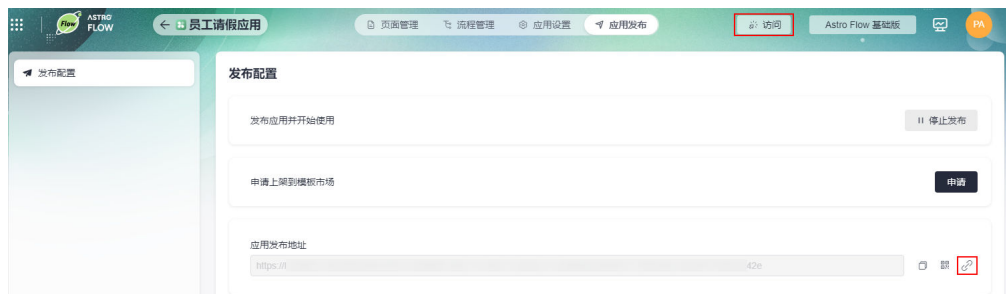 Flow ASTRO FLOW
← 员工请假应用
页面管理 流程管理 应用设置 应用发布
访问 Astro Flow 基础版 PA
发布配置
发布配置
发布应用并开始使用
停止发布
申请上架到模板市场
申请
应用发布地址
https:// 42e